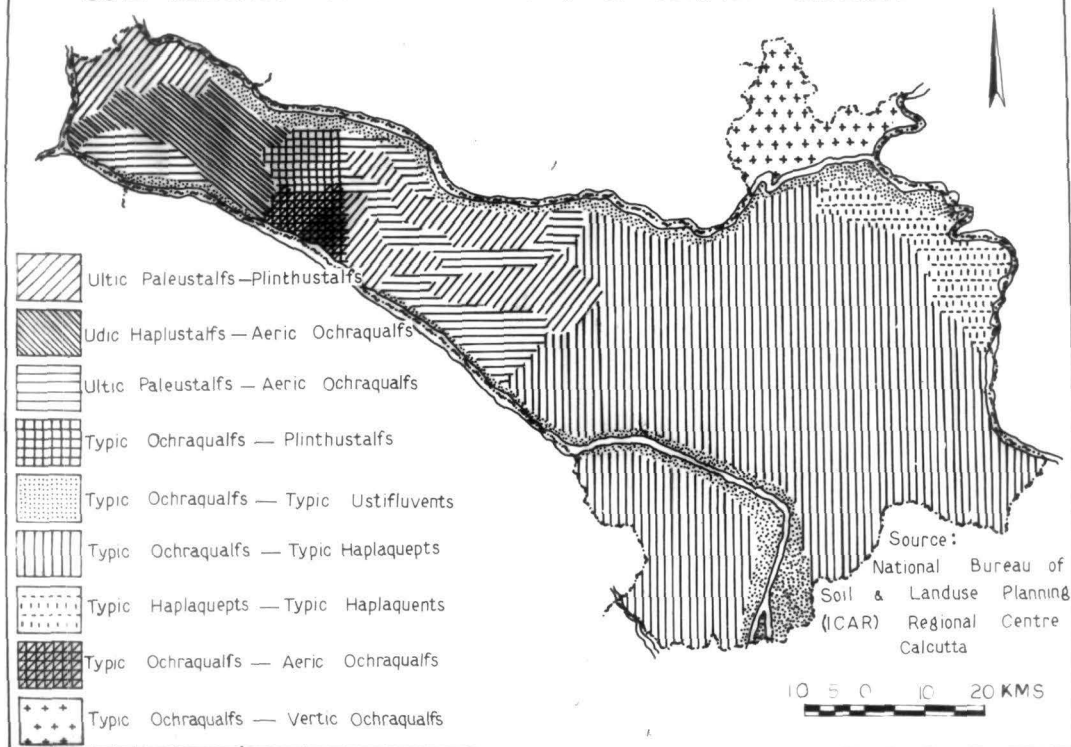 Ultic Paleustalfs—Plinthustalfs
Udic Haplustalfs — Aeric Ochraqualfs
Ultic Paleustalfs — Aeric Ochraqualfs
Typic Ochraqualfs — Plinthustalfs
Typic Ochraqualfs — Typic Ustifluvents
Typic Ochraqualfs — Typic Haplaquepts
Typic Haplaquepts — Typic Haplaquents
Typic Ochraqualfs — Aeric Ochraqalfs
Typic Ochraqualfs — Vertic Ochraqualfs
Source:
National Bureau of
Soil & Landuse Planning
(ICAR) Regional Centre
Calcutta
10 5 0 10 20 KMS